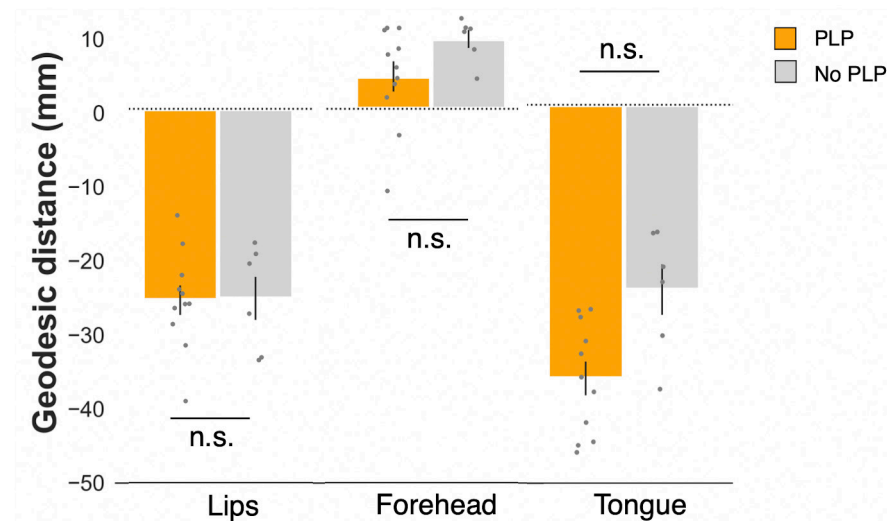 n.s.
PLP
No PLP
Geodesic distance (mm)
10
0
−10
−20
−30
−40
−50
n.s.
n.s.
Lips
Forehead
Tongue